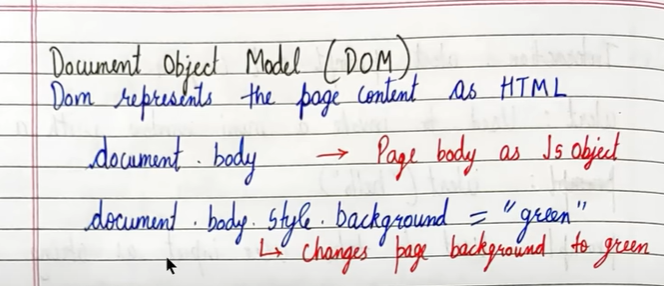 Document Object Model (DOM)
Dom represents the page content as HTML
document . body → Page body as Js Object
document . body . style . background = "green"
↳ changes page background to green